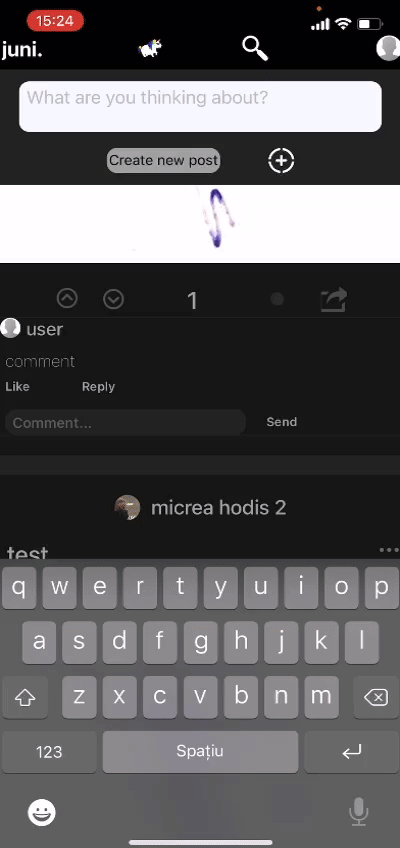 15:24
juni.
What are you thinking about?
Create new post
1
user
comment
Like Reply
Comment... Send
micrea hodis 2
test
q w e r t y u i o p
a s d f g h j k l
z x c v b n m
123 Spațiu